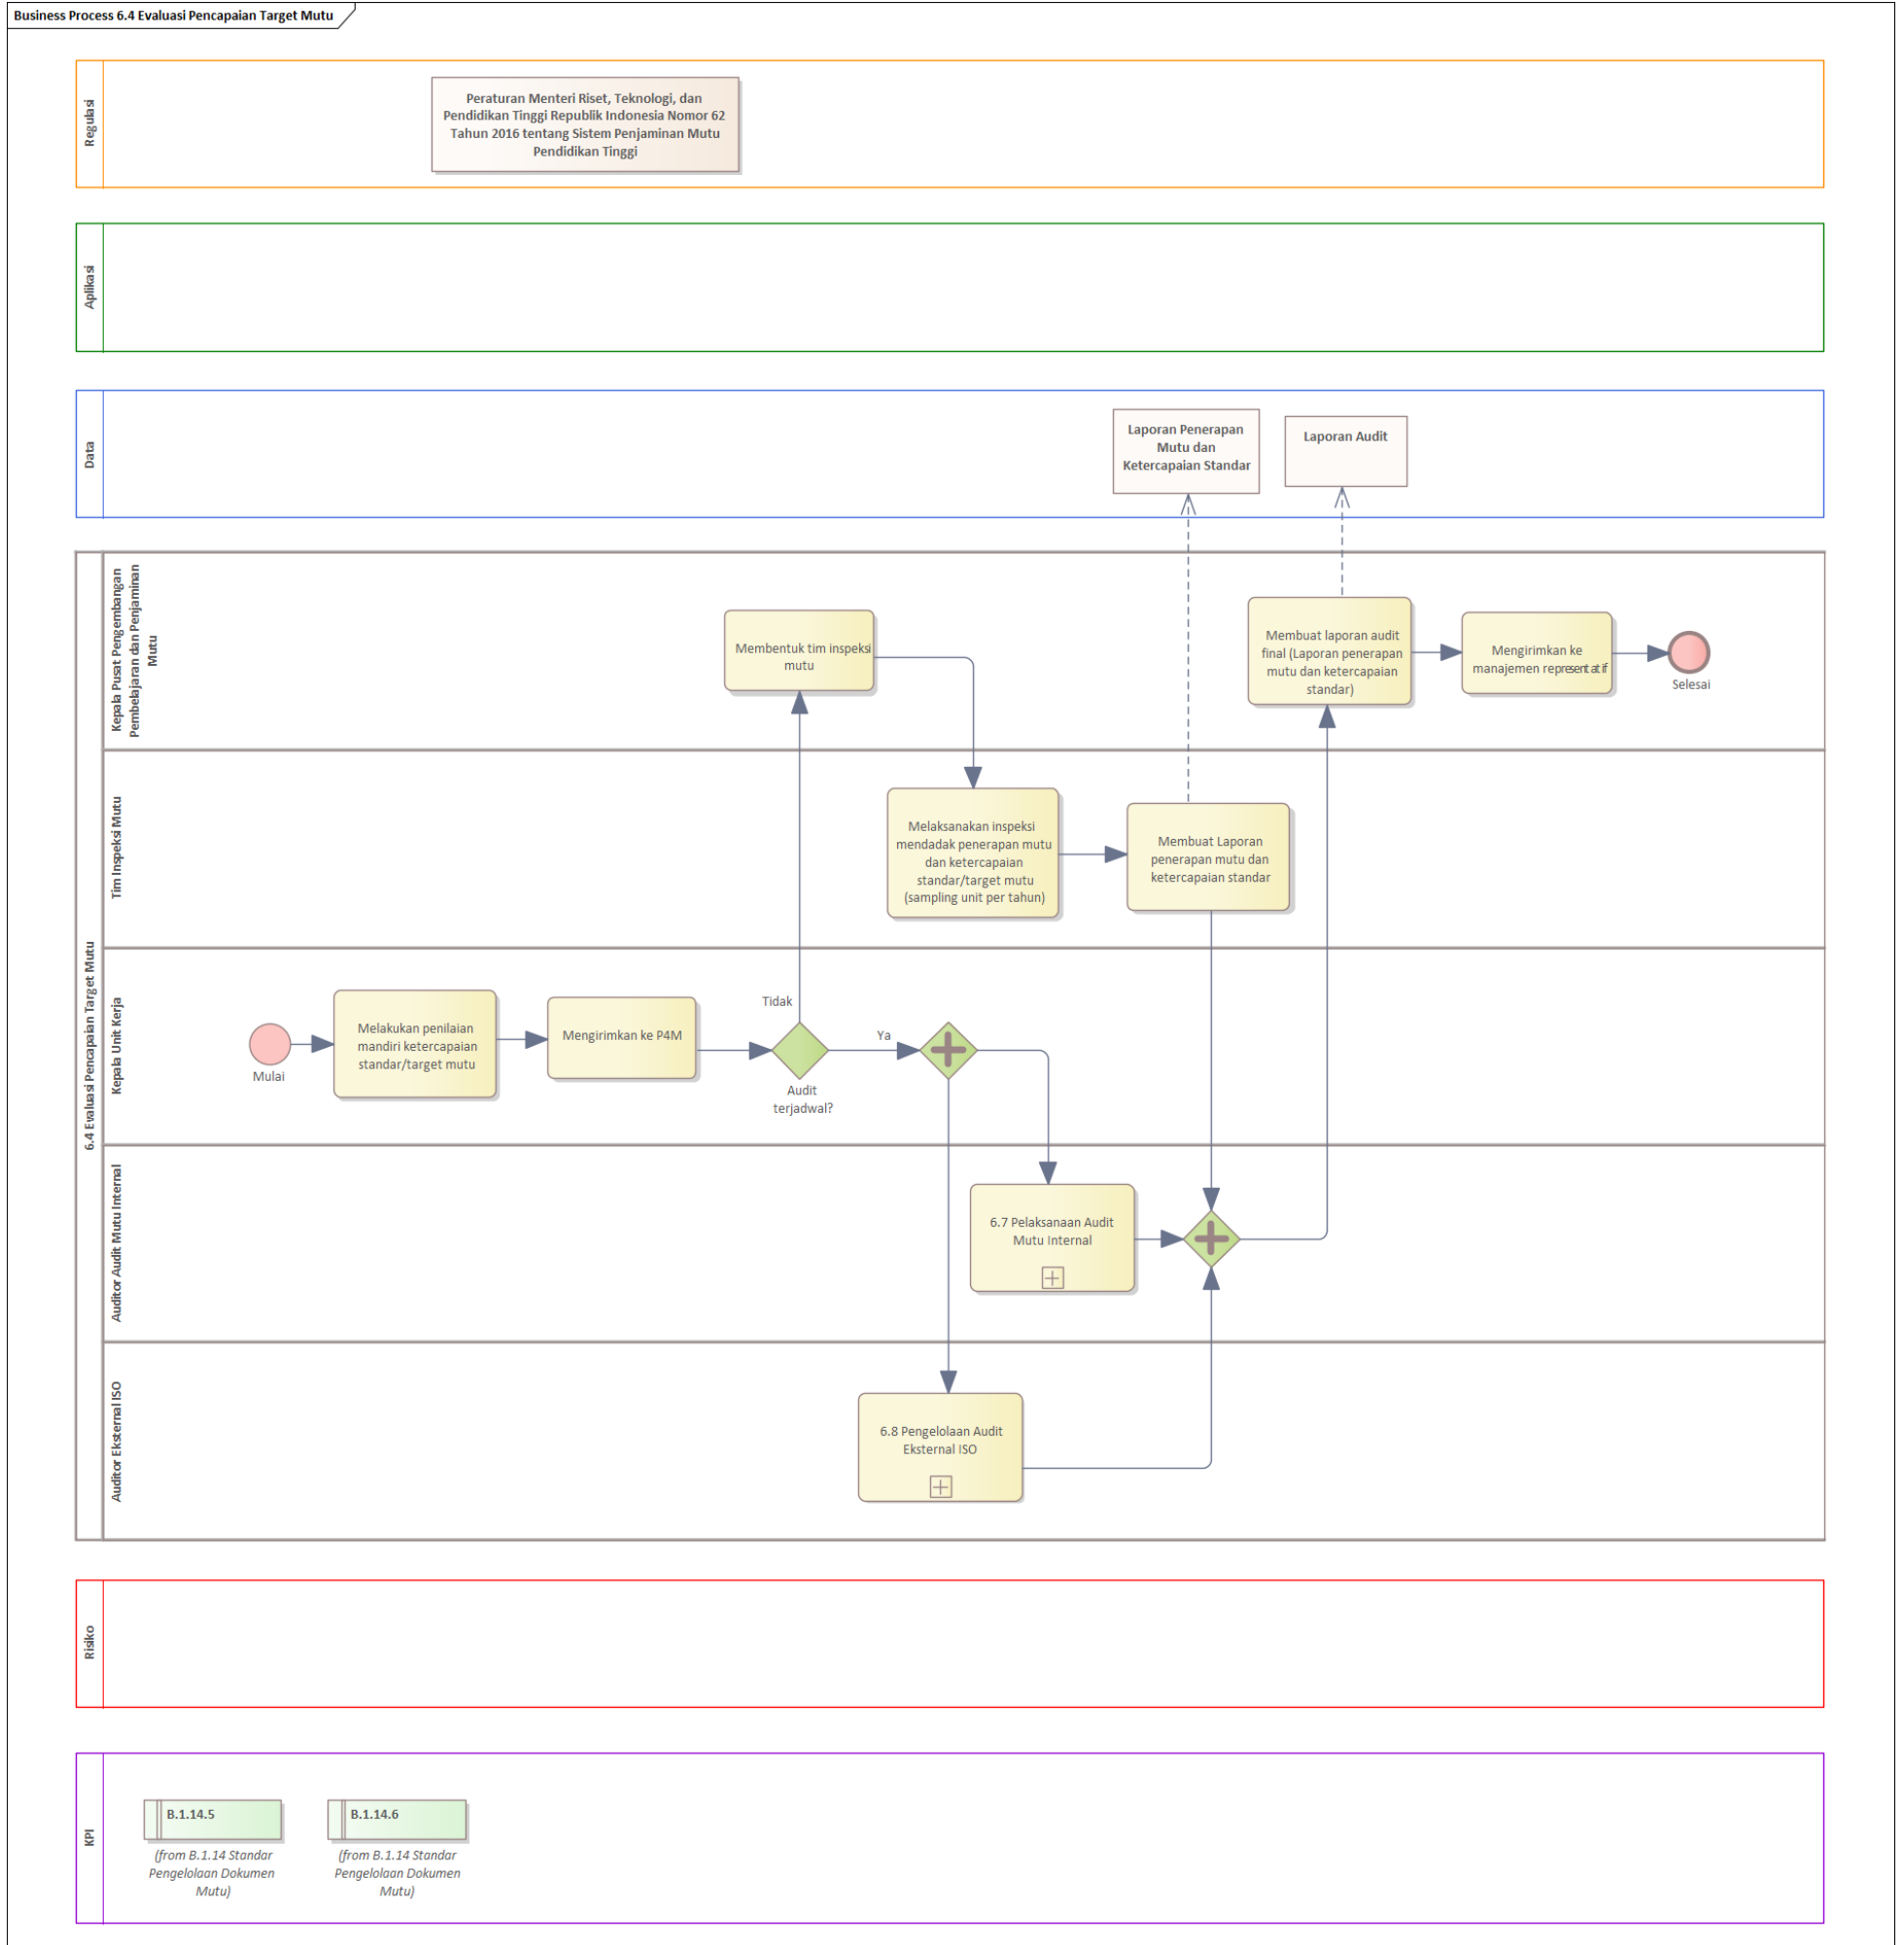 Business Process 6.4 Evaluasi Pencapaian Target Mutu
Regulasi
Peraturan Menteri Riset, Teknologi, dan
Pendidikan Tinggi Republik Indonesia Nomor 62
Tahun 2016 tentang Sistem Penjaminan Mutu
Pendidikan Tinggi
Aplikasi
Data
Laporan Penerapan
Mutu dan
Ketercapaian Standar
Laporan Audit
6.4 Evaluasi Pencapaian Target Mutu
Kepala Pusat Pengembangan
Pembelajaran dan Penjaminan
Mutu
Membentuk tim inspeksi
mutu
Membuat laporan audit
final (Laporan penerapan
mutu dan ketercapaian
standar)
Mengirimkan ke
manajemen representatif
Selesai
Tim Inspeksi Mutu
Melaksanakan inspeksi
mendadak penerapan mutu
dan ketercapaian
standar/target mutu
(sampling unit per tahun)
Membuat Laporan
penerapan mutu dan
ketercapaian standar
Kepala Unit Kerja
Mulai
Melakukan penilaian
mandiri ketercapaian
standar/target mutu
Mengirimkan ke P4M
Tidak
Ya
Audit
terjadwal?
Auditor Audit Mutu Internal
6.7 Pelaksanaan Audit
Mutu Internal
Auditor Eksternal ISO
6.8 Pengelolaan Audit
Eksternal ISO
Risiko
KPI
B.1.14.5
(from B.1.14 Standar
Pengelolaan Dokumen
Mutu)
B.1.14.6
(from B.1.14 Standar
Pengelolaan Dokumen
Mutu)